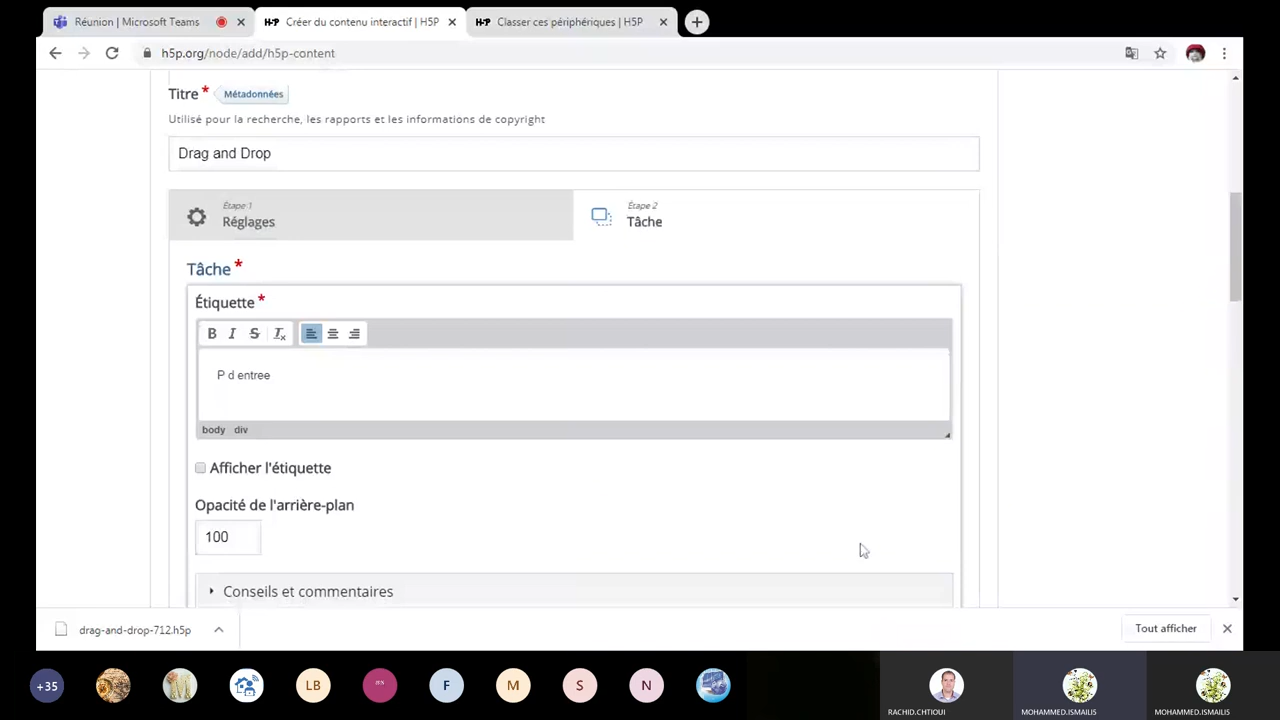 Réunion | Microsoft Teams
H-P Créer du contenu interactif | H5P
H-P Classer ces périphériques | H5P
h5p.org/node/add/h5p-content
Titre * Métadonnées
Utilisé pour la recherche, les rapports et les informations de copyright
Drag and Drop
Étape 1
Réglages
Étape 2
Tâche
Tâche *
Étiquette *
B I S Tx
P d entree
body div
Afficher l'étiquette
Opacité de l'arrière-plan
100
Conseils et commentaires
drag-and-drop-712.h5p
Tout afficher
+35
LB
F
M
S
N
RACHID.CHTIOUI
MOHAMMED.ISMAILIS
MOHAMMED.ISMAILIS